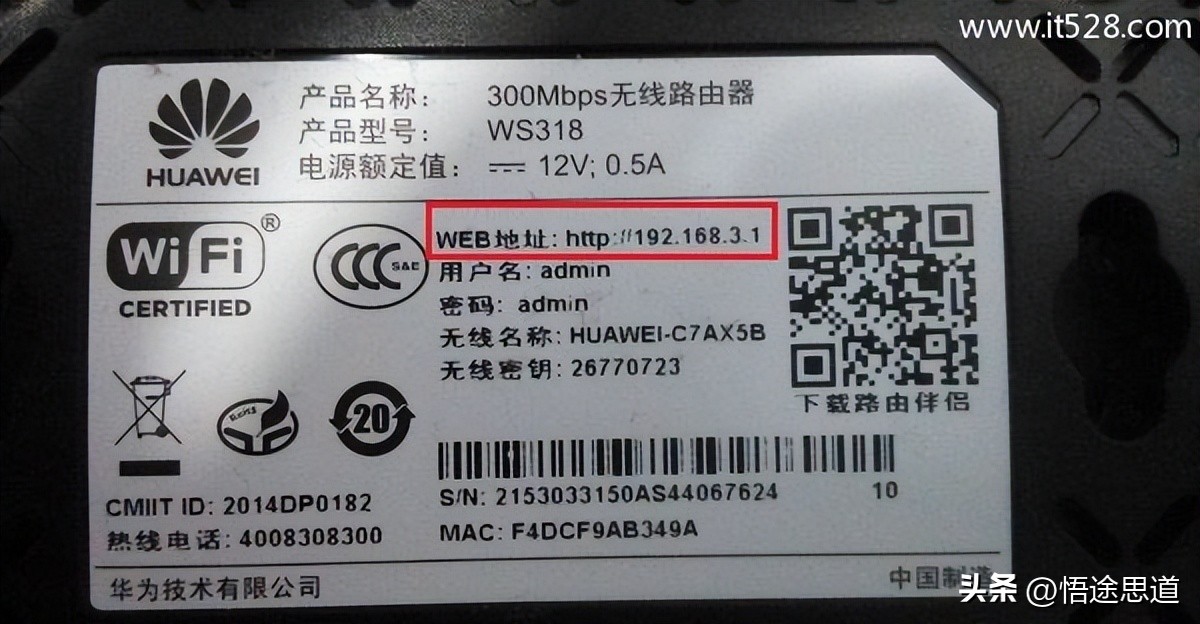 www.it528.com
HUAWEI
产品名称： 300Mbps无线路由器
产品型号： WS318
电源额定值： 12V; 0.5A
WiFi®
CERTIFIED
CCC S&E
WEB地址: http://192.168.3.1
用户名: admin
密码: admin
无线名称: HUAWEI-C7AX5B
无线密钥: 26770723
下载路由伴侣
20
S/N: 2153033150AS44067624 10
MAC: F4DCF9AB349A
CMIIT ID: 2014DP0182
热线电话: 4008308300
华为技术有限公司
中国制造
头条 @悟途思道